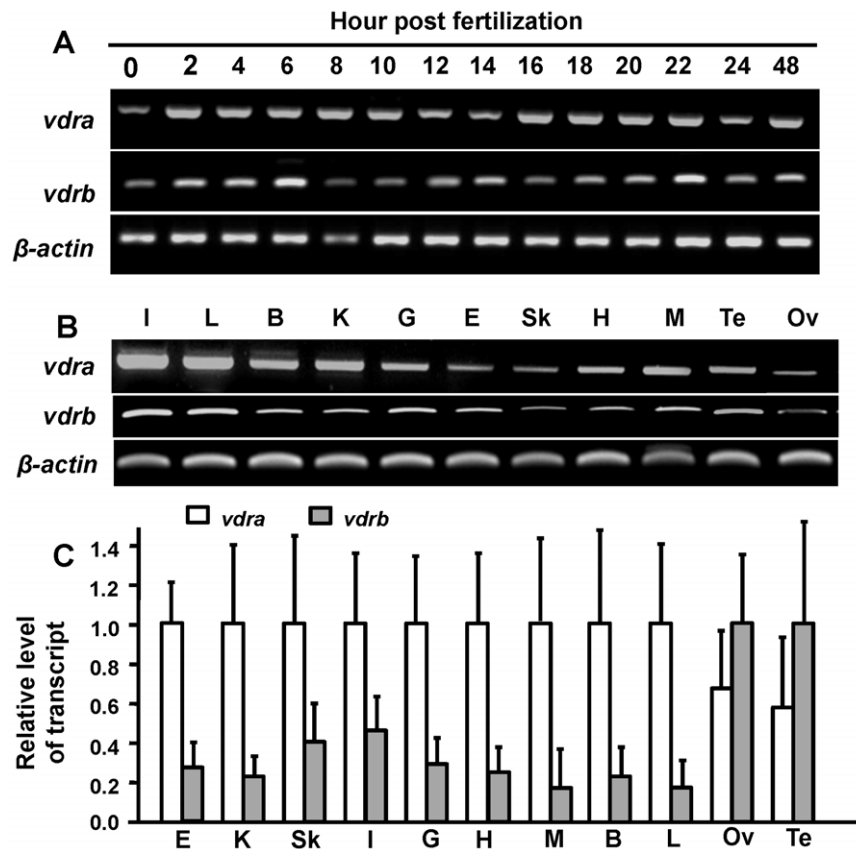 Hour post fertilization
A
0 2 4 6 8 10 12 14 16 18 20 22 24 48
vdra
vdrb
β-actin
B
I L B K G E Sk H M Te Ov
vdra
vdrb
β-actin
C
vdra vdrb
Relative level
of transcript
1.4
1.2
1.0
0.8
0.6
0.4
0.2
0.0
E K Sk I G H M B L Ov Te